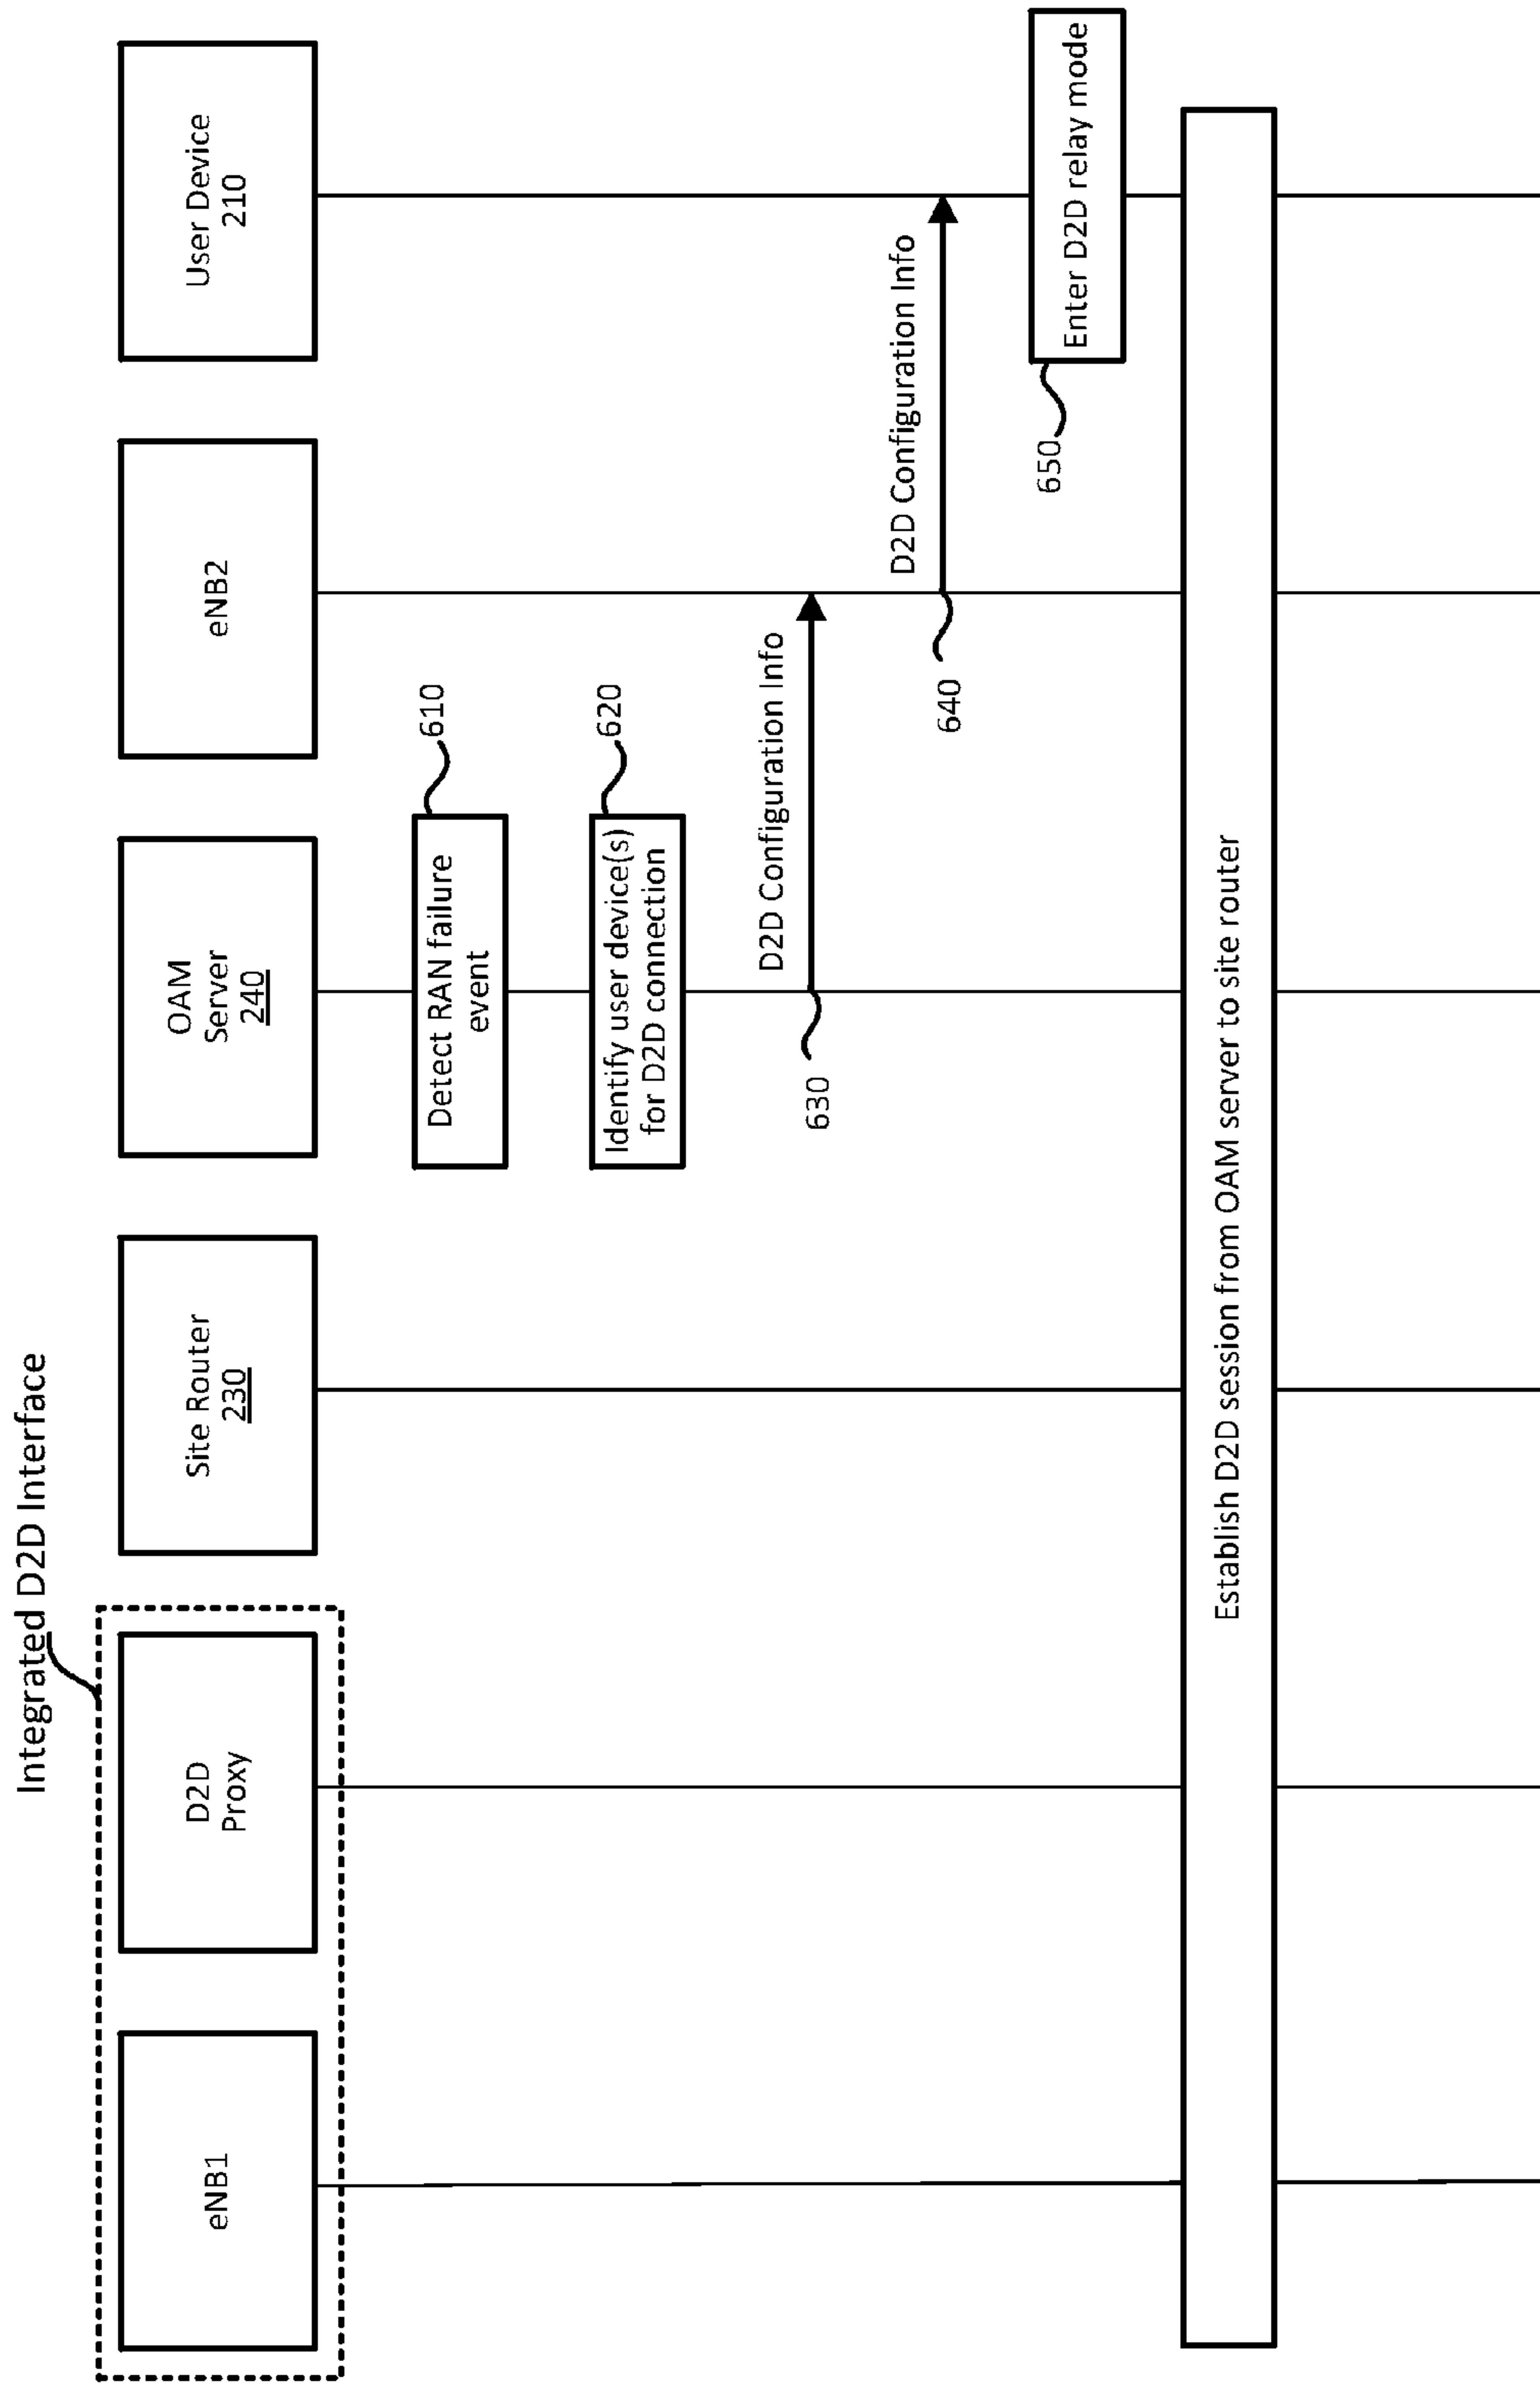 Integrated D2D Interface
eNB1
D2D
Proxy
Site Router
230
OAM
Server
240
eNB2
User Device
210
Detect RAN failure
event
610
Identify user device(s)
for D2D connection
620
D2D Configuration Info
630
D2D Configuration Info
640
Enter D2D relay mode
650
Establish D2D session from OAM server to site router